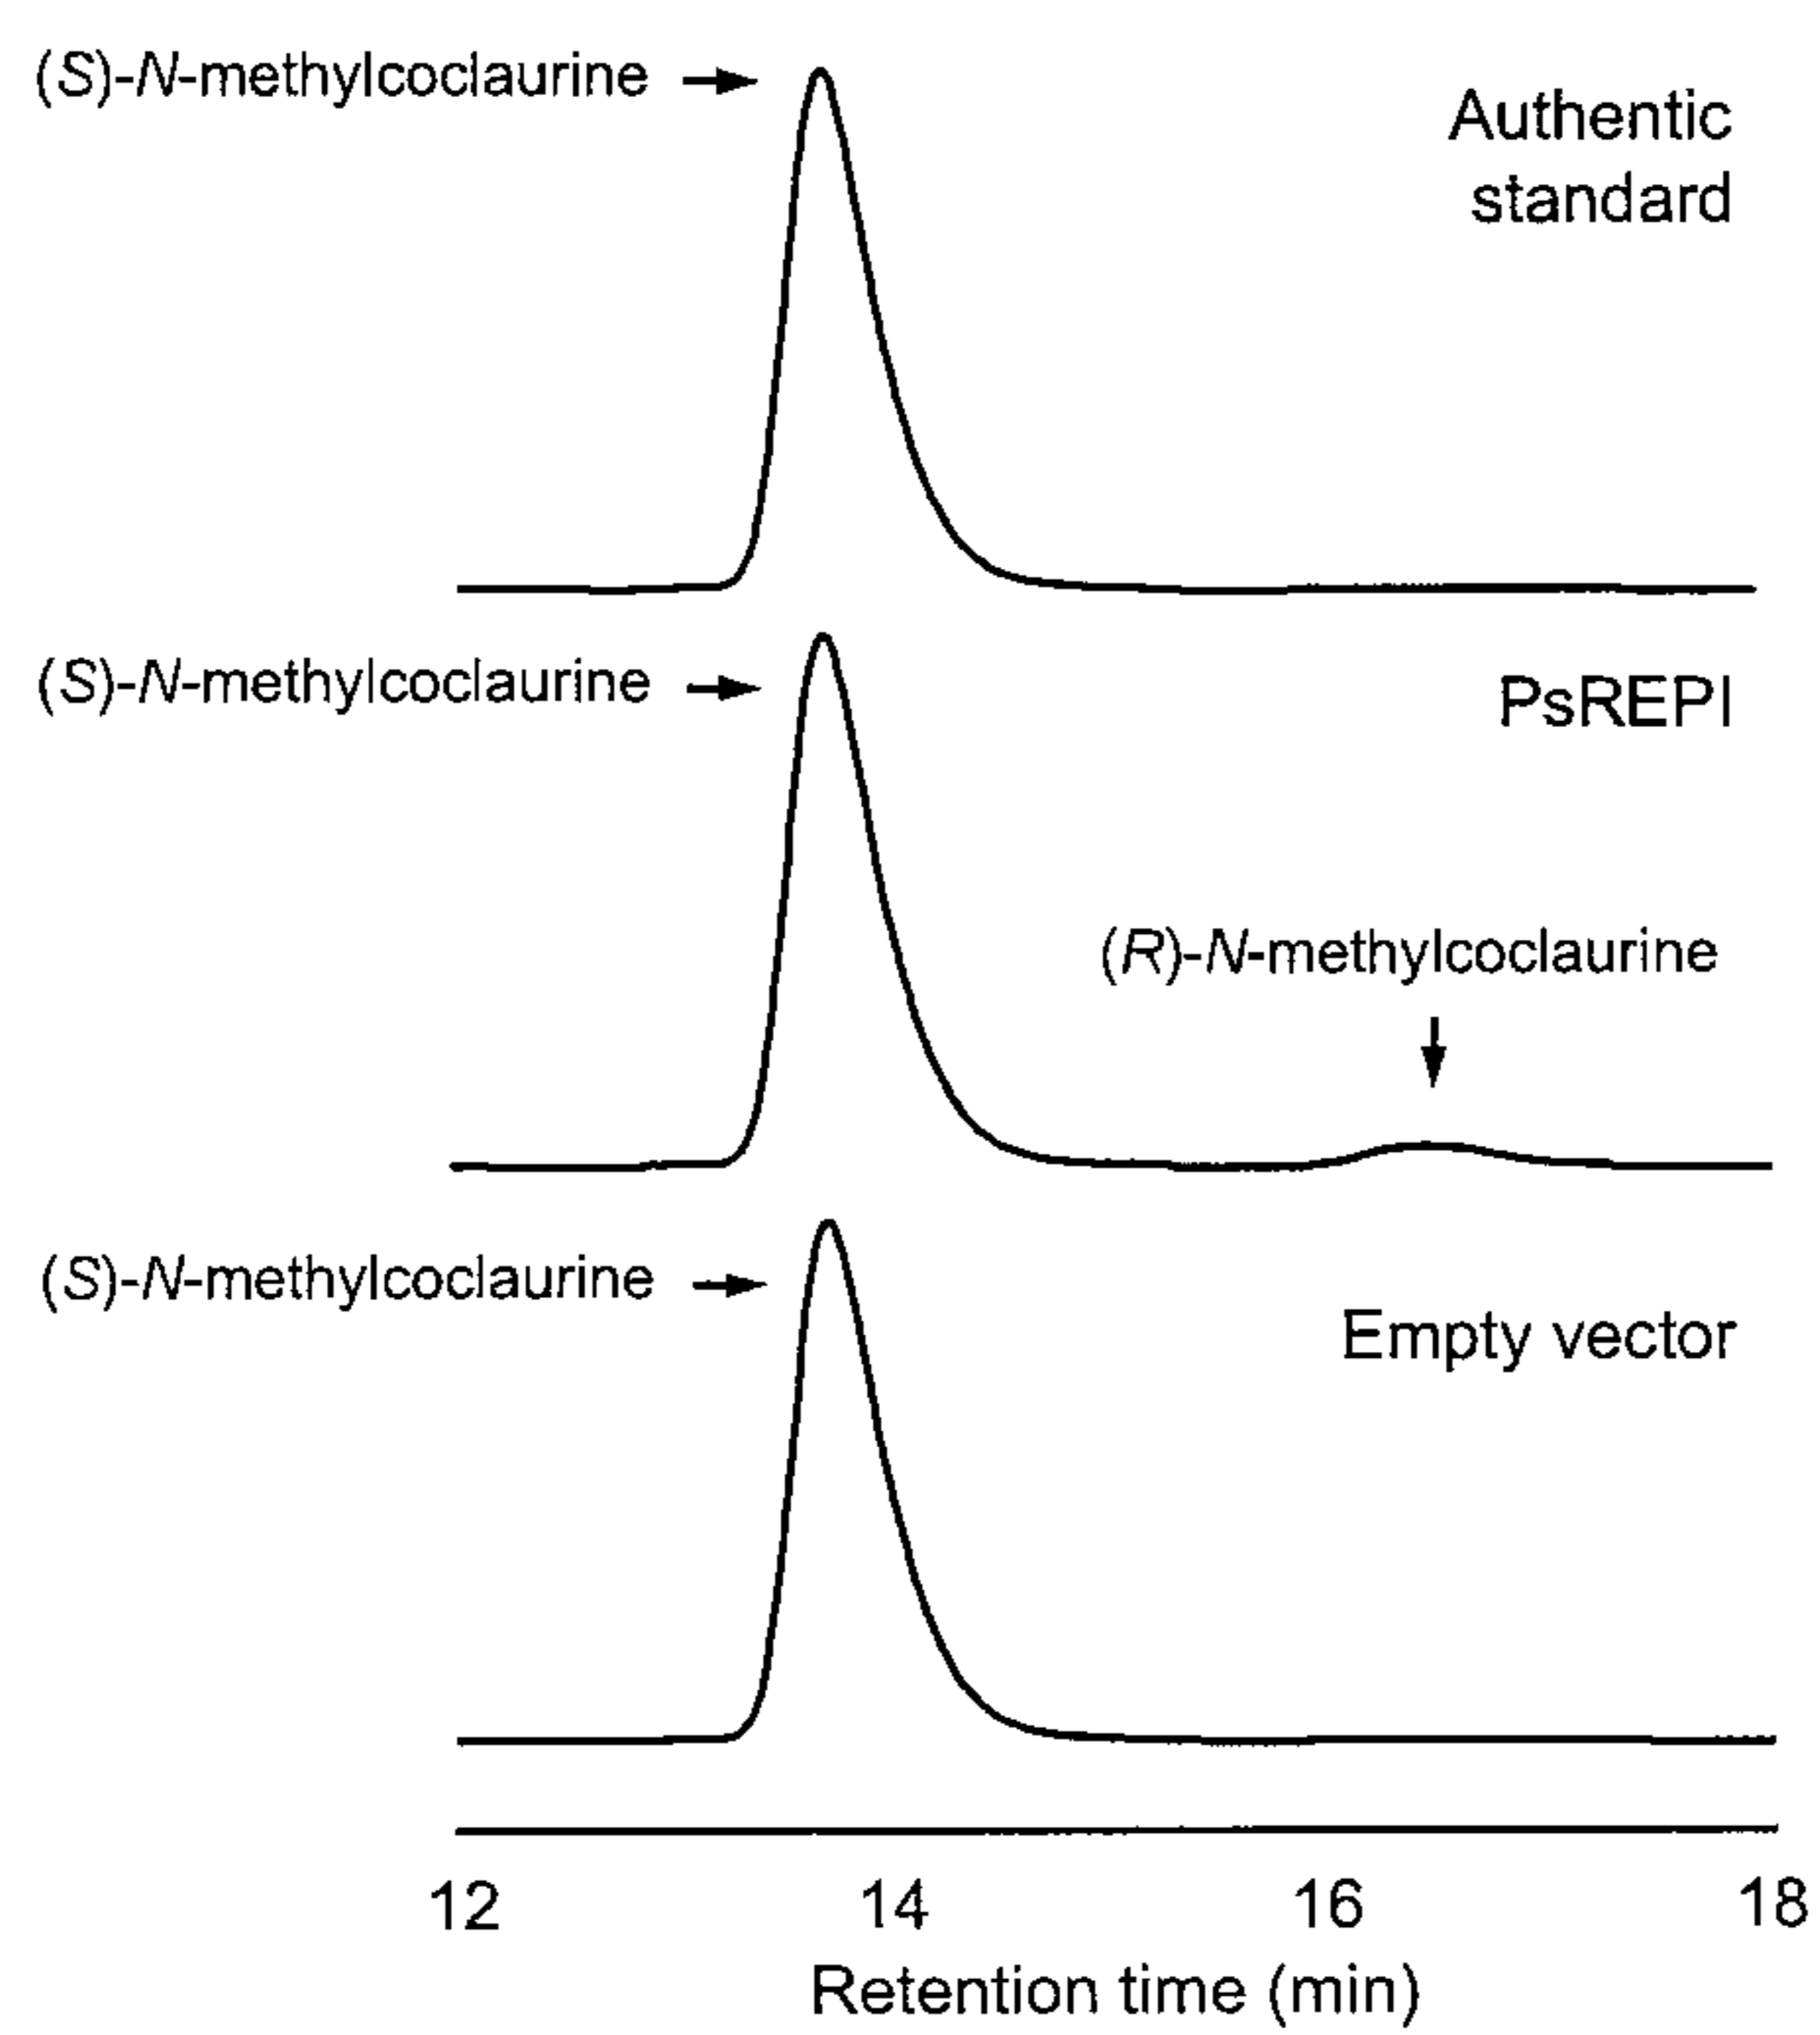 (S)-N-methylcoclaurine
Authentic
standard
(S)-N-methylcoclaurine
PsREPI
(R)-N-methylcoclaurine
(S)-N-methylcoclaurine
Empty vector
12 14 16 18
Retention time (min)